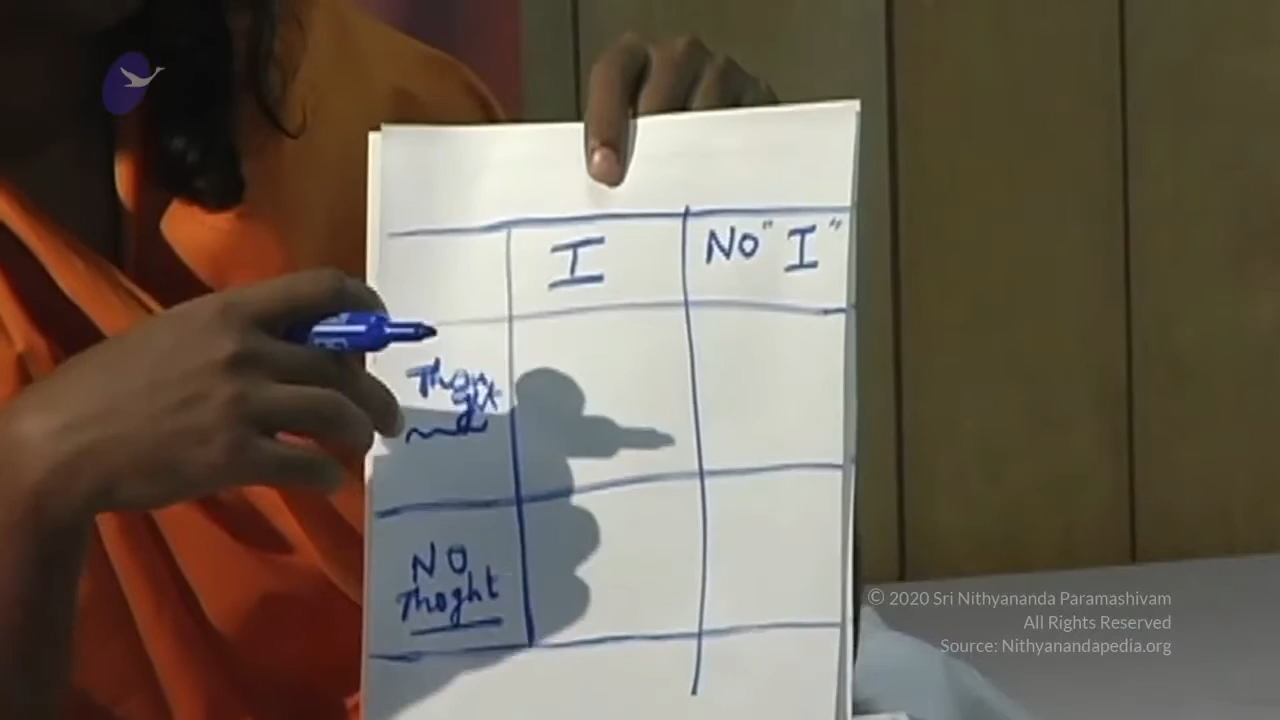 I
NO "I"
NO
Thoght
© 2020 Sri Nithyananda Paramashivam
All Rights Reserved
Source: Nithyanandapedia.org